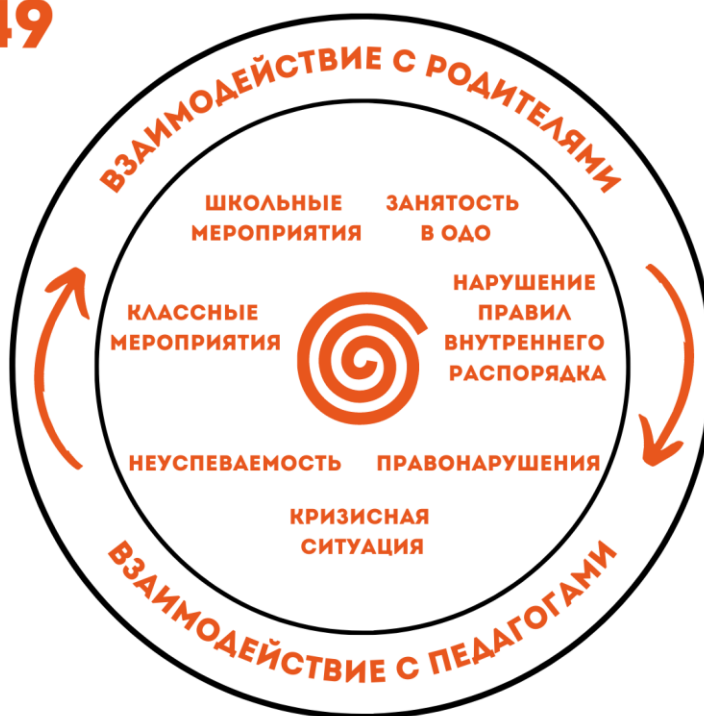 49
ВЗАИМОДЕЙСТВИЕ С РОДИТЕЛЯМИ
ШКОЛЬНЫЕ
МЕРОПРИЯТИЯ
ЗАНЯТОСТЬ
В ОДО
КЛАССНЫЕ
МЕРОПРИЯТИЯ
НАРУШЕНИЕ
ПРАВИЛ
ВНУТРЕННЕГО
РАСПОРЯДКА
НЕУСПЕВАЕМОСТЬ
ПРАВОНАРУШЕНИЯ
КРИЗИСНАЯ
СИТУАЦИЯ
ВЗАИМОДЕЙСТВИЕ С ПЕДАГОГАМИ